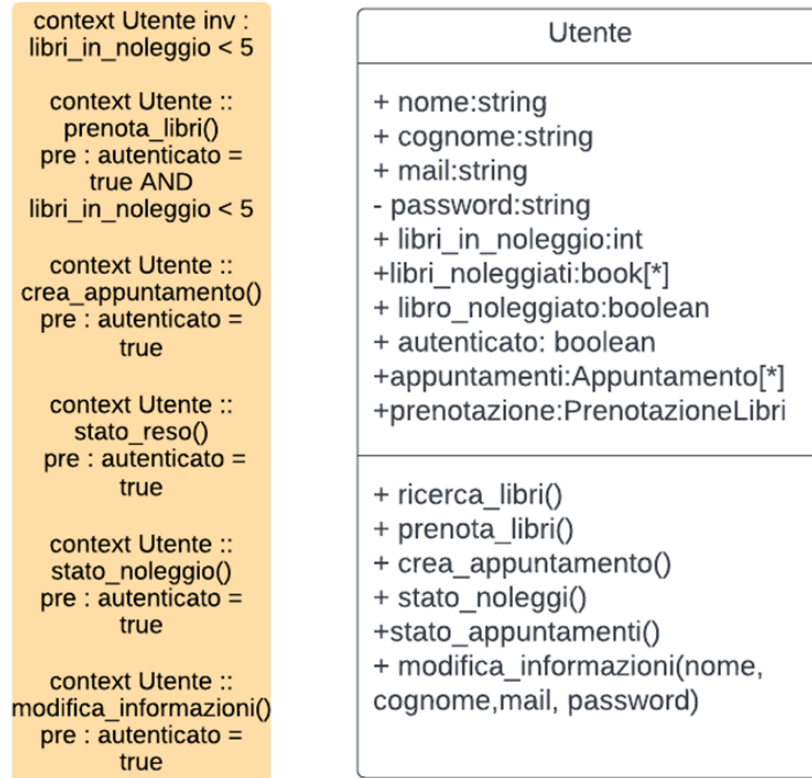 context Utente inv :
libri_in_noleggio < 5
context Utente ::
prenota_libri()
pre : autenticato =
true AND
libri_in_noleggio < 5
context Utente ::
crea_appuntamento()
pre : autenticato =
true
context Utente ::
stato_reso()
pre : autenticato =
true
context Utente ::
stato_noleggio()
pre : autenticato =
true
context Utente ::
modifica_informazioni()
pre : autenticato =
true
Utente
+ nome:string
+ cognome:string
+ mail:string
- password:string
+ libri_in_noleggio:int
+libri_noleggiati:book[*]
+ libro_noleggiato:boolean
+ autenticato: boolean
+appuntamenti:Appuntamento[*]
+prenotazione:PrenotazioneLibri
+ ricerca_libri()
+ prenota_libri()
+ crea_appuntamento()
+ stato_noleggi()
+stato_appuntamenti()
+ modifica_informazioni(nome,
cognome,mail, password)